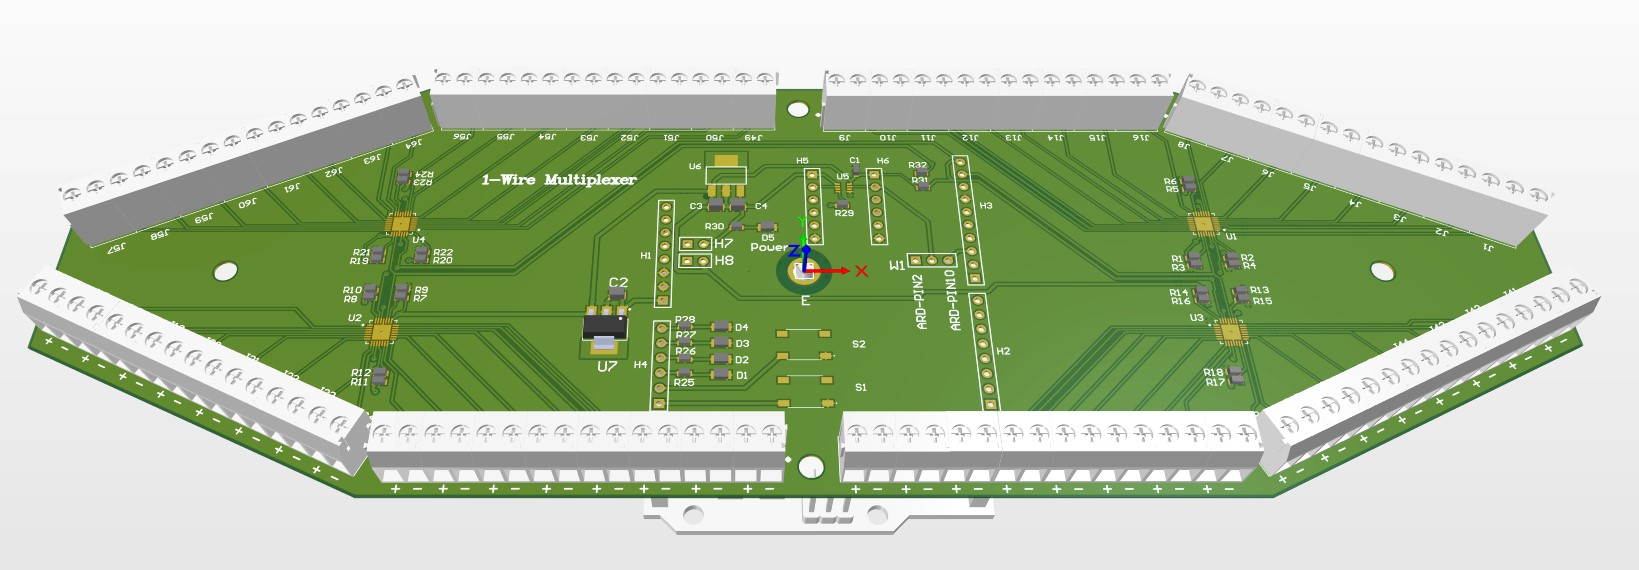 J56 J55 J54 J53 J52 J51 J50 J49
J9 J10 J11 J12 J13 J14 J15 J16
J64
J63
J62
J61
J60
J59
J58
J57
J8
J7
J6
J5
J4
J3
J2
J1
1-Wire Multiplexer
R24
R23
U4
R21
R19
R22
R20
R10
R8
R9
R7
U2
R12
R11
U6
C3
C4
R30
D5
Power
H5
C1
H6
U5
R29
R32
R31
H3
H1
H7
H8
W1
ARD-PIN2
ARD-PIN10
Y
Z
X
E
C2
U7
R28
R27
R26
R25
D4
D3
D2
D1
H4
S2
S1
H2
R6
R5
U1
R1
R3
R2
R4
R14
R16
R13
R15
U3
R18
R17
+ - + - + - + - + - + - + - + -
+ - + - + - + - + - + - + - + -